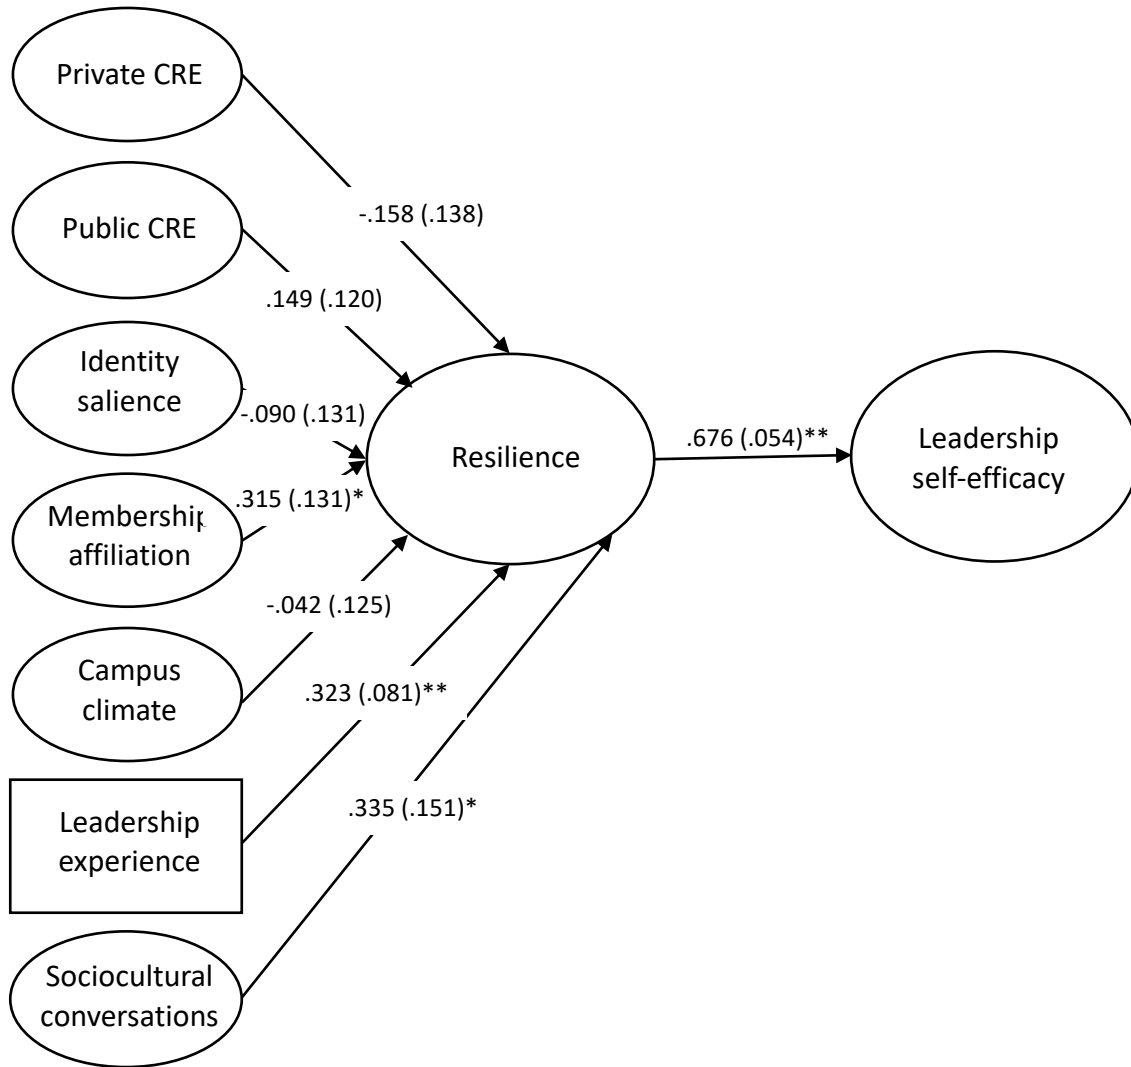 Private CRE
-.158 (.138)
Public CRE
.149 (.120)
Identity
salience
-.090 (.131)
Resilience
.676 (.054)**
Leadership
self-efficacy
.315 (.131)*
Membership
affiliation
-.042 (.125)
Campus
climate
.323 (.081)**
Leadership
experience
.335 (.151)*
Sociocultural
conversations